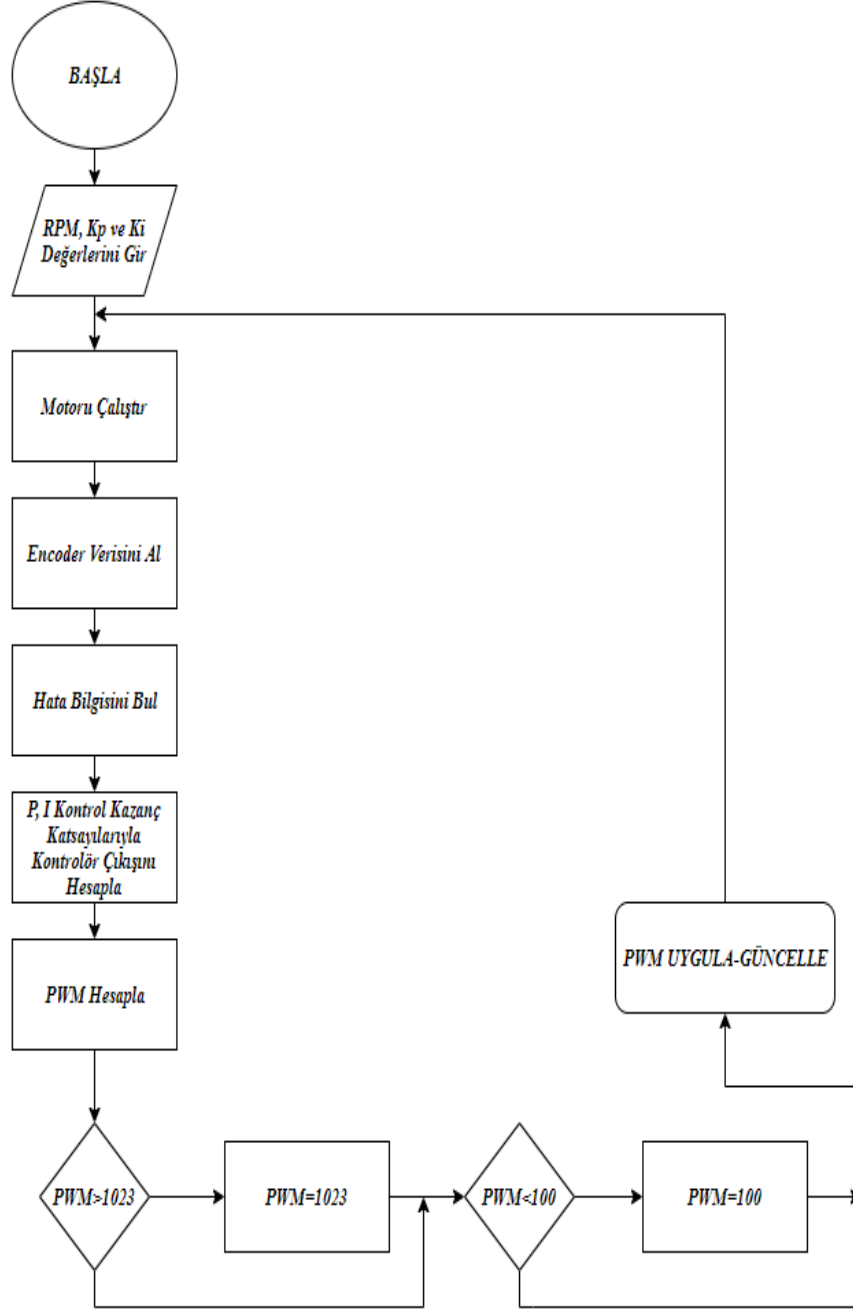 BAŞLA
RPM, Kp ve Ki
Değerlerini Gir
Motoru Çalıştır
Encoder Verisini Al
Hata Bilgisini Bul
P, I Kontrol Kazanç
Katsayılarıyla
Kontrolör Çıkışını
Hesapla
PWM Hesapla
PWM>1023
PWM=1023
PWM<100
PWM=100
PWM UYGULA-GÜNCELLE